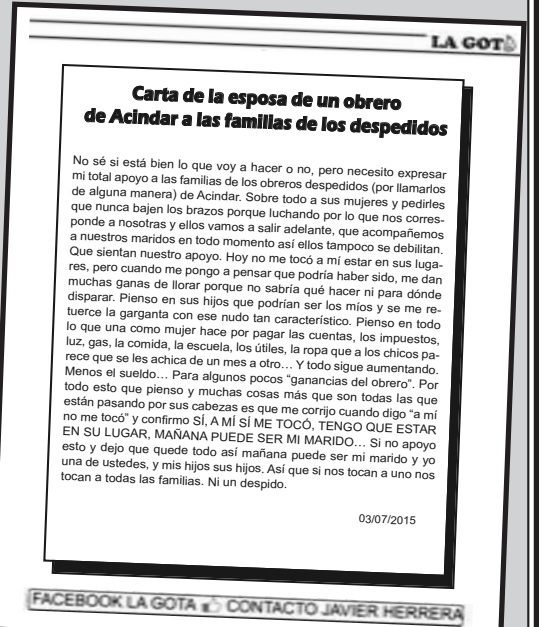 LA GOTA
Carta de la esposa de un obrero
de Acindar a las familias de los despedidos
No sé si está bien lo que voy a hacer o no, pero necesito expresar
mi total apoyo a las familias de los obreros despedidos (por llamarlos
de alguna manera) de Acindar. Sobre todo a sus mujeres y pedirles
que nunca bajen los brazos porque luchando por lo que nos corres-
ponde a nosotras y ellos vamos a salir adelante, que acompañemos
a nuestros maridos en todo momento así ellos tampoco se debilitan.
Que sientan nuestro apoyo. Hoy no me tocó a mí estar en sus luga-
res, pero cuando me pongo a pensar que podría haber sido, me dan
muchas ganas de llorar porque no sabría qué hacer ni para dónde
disparar. Pienso en sus hijos que podrían ser los míos y se me re-
tuerce la garganta con ese nudo tan característico. Pienso en todo
lo que una como mujer hace por pagar las cuentas, los impuestos,
luz, gas, la comida, la escuela, los útiles, la ropa que a los chicos pa-
rece que se les achica de un mes a otro... Y todo sigue aumentando.
Menos el sueldo... Para algunos pocos “ganancias del obrero”. Por
todo esto que pienso y muchas cosas más que son todas las que
están pasando por sus cabezas es que me corrijo cuando digo “a mí
no me tocó” y confirmo SÍ, A MÍ SÍ ME TOCÓ, TENGO QUE ESTAR
EN SU LUGAR, MAÑANA PUEDE SER MI MARIDO... Si no apoyo
esto y dejo que quede todo así mañana puede ser mi marido y yo
una de ustedes, y mis hijos sus hijos. Así que si nos tocan a uno nos
tocan a todas las familias. Ni un despido.
03/07/2015
FACEBOOK LA GOTA CONTACTO JAVIER HERRERA